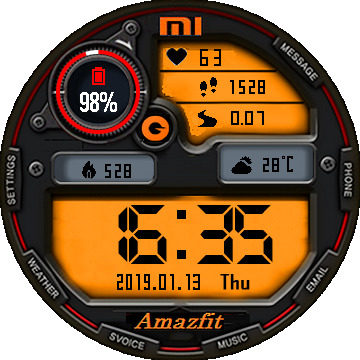 MI
63
98%
1528
0.07
MESSAGE
528
28°C
SETTINGS
PHONE
16:35
2019.01.13 Thu
WEATHER
EMAIL
Amazfit
SVOICE
MUSIC